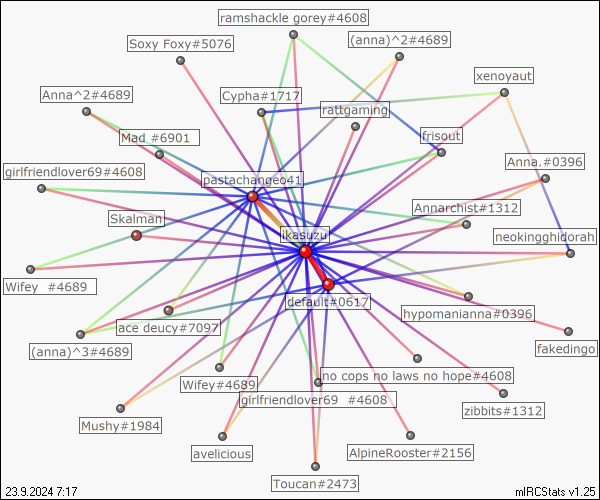 ramshackle gorey#4608
Soxy Foxy#5076
(anna)^2#4689
xenoyaut
Anna^2#4689
Cypha#1717
rattgaming
Mad #6901
frisout
Anna.#0396
girlfriendlover69#4608
pastachangeo41
Annarchist#1312
Skalman
ikasuzu
neokingghidorah
Wifey #4689
default#0617
hypomanianna#0396
ace deucy#7097
(anna)^3#4689
fakedingo
no cops no laws no hope#4608
Wifey#4689
girlfriendlover69 #4608
zibbits#1312
Mushy#1984
avelicious
AlpineRooster#2156
Toucan#2473
23.9.2024 7:17
mIRCStats v1.25